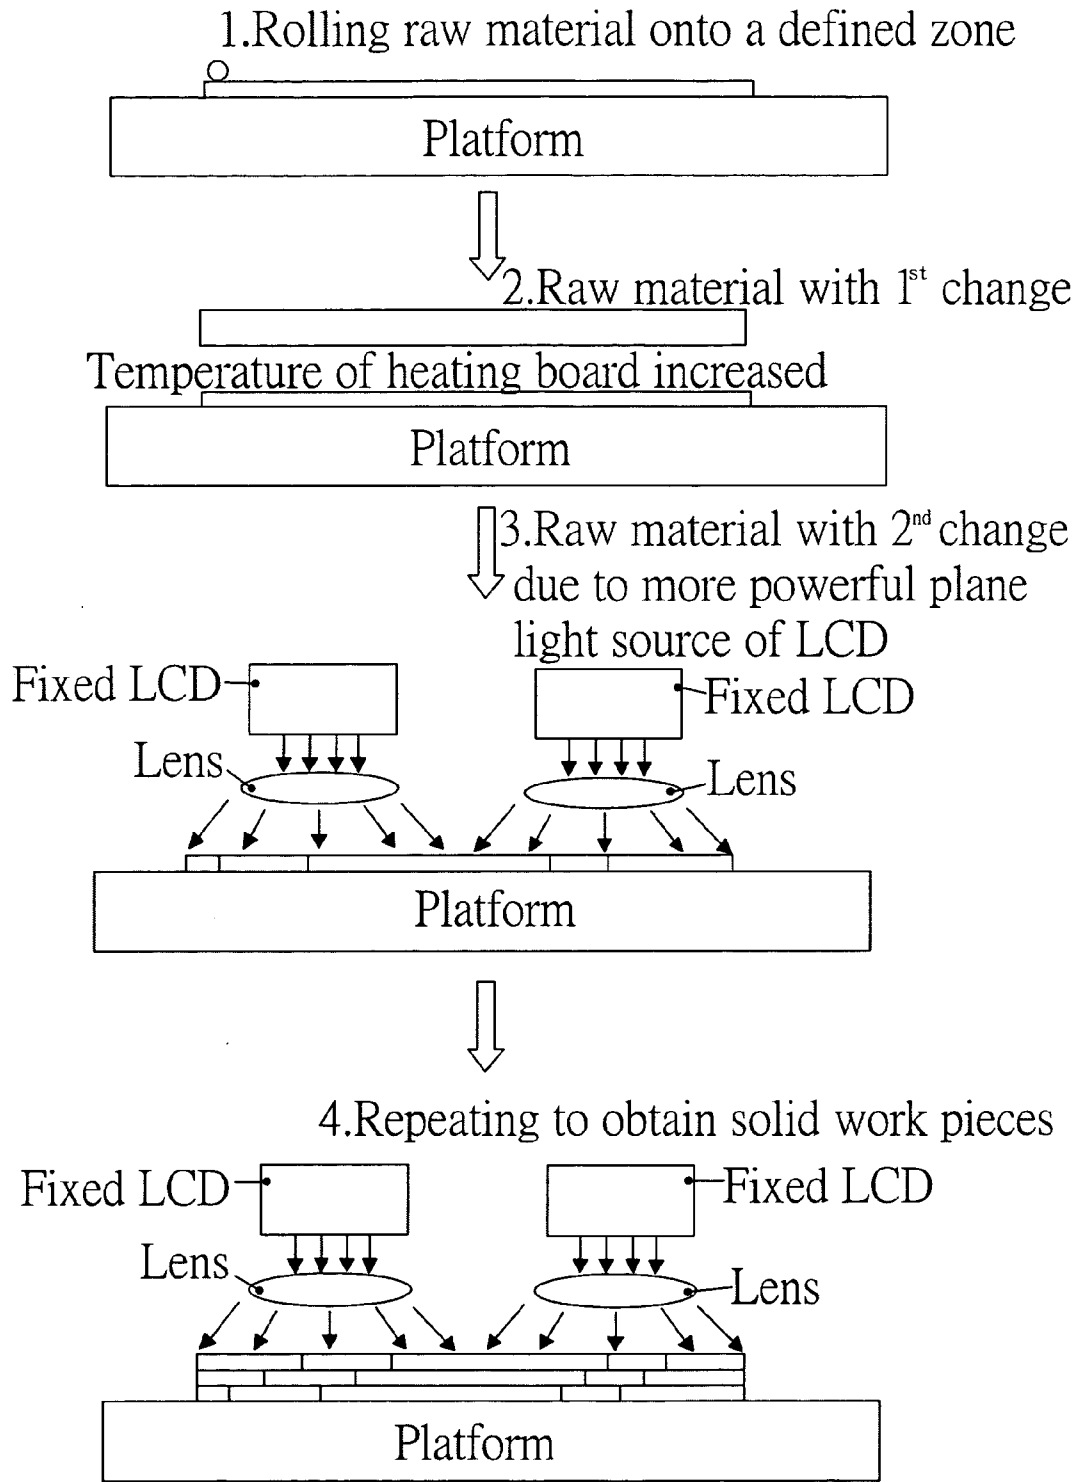 1.Rolling raw material onto a defined zone
Platform
2.Raw material with 1st change
Temperature of heating board increased
Platform
3.Raw material with 2nd change
due to more powerful plane
light source of LCD
Fixed LCD
Fixed LCD
Lens
Lens
Platform
4.Repeating to obtain solid work pieces
Fixed LCD
Fixed LCD
Lens
Lens
Platform